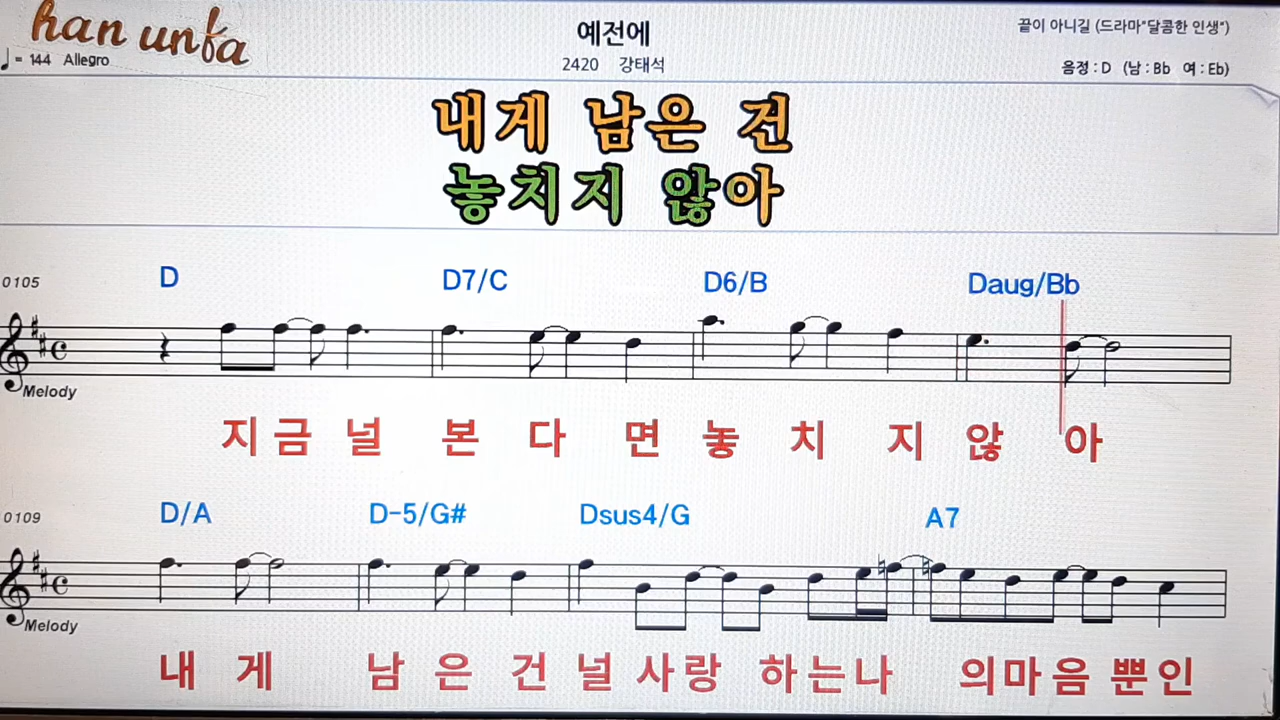 han unfa
♩= 144 Allegro
예전에
2420 강태석
끝이 아니길 (드라마"달콤한 인생")
음정 : D (남 : Bb 여 : Eb)
내게 남은 건
놓치지 않아
0105 D D7/C D6/B Daug/Bb
Melody
지금 널 본 다 면 놓 치 지 않 아
0109 D/A D-5/G# Dsus4/G A7
Melody
내 게 남 은 건 널 사랑 하는나 의마음 뿐인